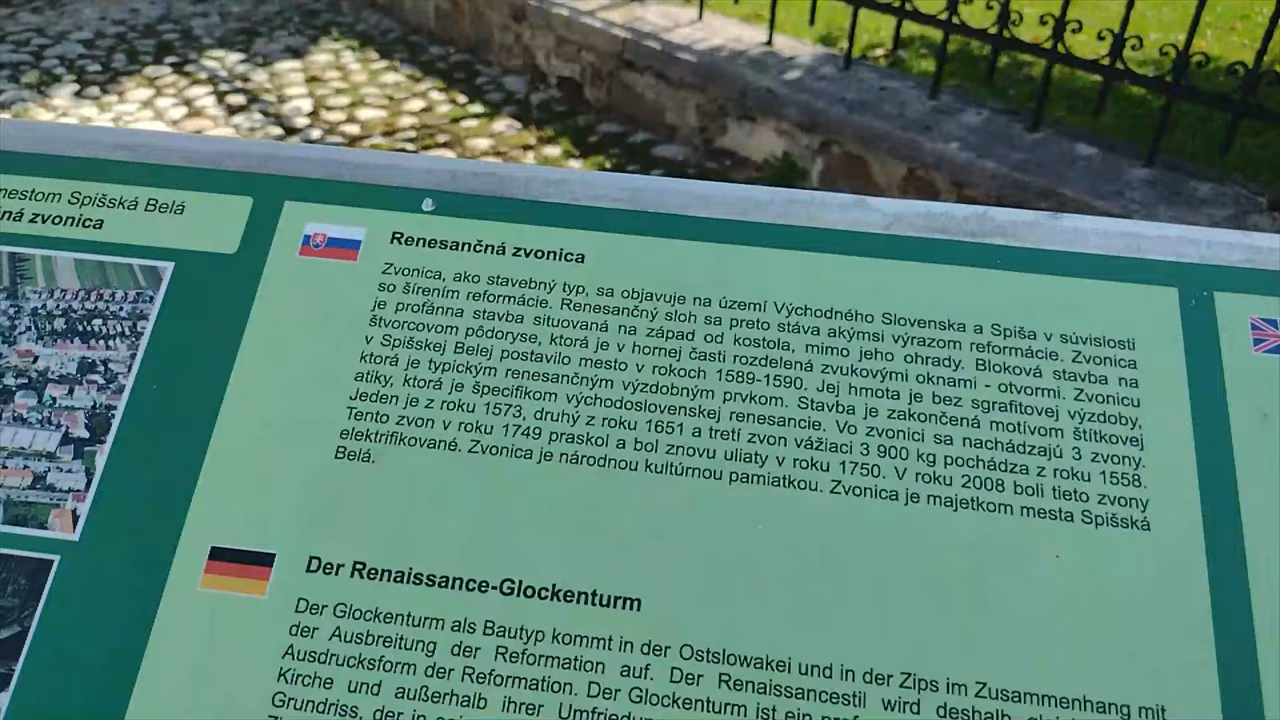 mestom Spišská Belá
zvonica
Renesančná zvonica
Zvonica, ako stavebný typ, sa objavuje na území Východného Slovenska a Spiša v súvislosti
so šírením reformácie. Renesančný sloh sa preto stáva akýmsi výrazom reformácie. Zvonica
je profánna stavba situovaná na západ od kostola, mimo jeho ohrady. Bloková stavba na
štvorcovom pôdoryse, ktorá je v hornej časti rozdelená zvukovými oknami - otvormi. Zvonicu
v Spišskej Belej postavilo mesto v rokoch 1589-1590. Jej hmota je bez sgrafitovej výzdoby,
ktorá je typickým renesančným výzdobným prvkom. Stavba je zakončená motívom štítkovej
atiky, ktorá je špecifikom východoslovenskej renesancie. Vo zvonici sa nachádzajú 3 zvony.
Jeden je z roku 1573, druhý z roku 1651 a tretí zvon vážiaci 3 900 kg pochádza z roku 1558.
Tento zvon v roku 1749 praskol a bol znovu uliaty v roku 1750. V roku 2008 boli tieto zvony
elektrifikované. Zvonica je národnou kultúrnou pamiatkou. Zvonica je majetkom mesta Spišská
Belá.
Der Renaissance-Glockenturm
Der Glockenturm als Bautyp kommt in der Ostslowakei und in der Zips im Zusammenhang mit
der Ausbreitung der Reformation auf. Der Renaissancestil wird deshalb
Ausdrucksform der Reformation. Der Glockenturm ist ein
Kirche und außerhalb ihrer
Grundriss, der in